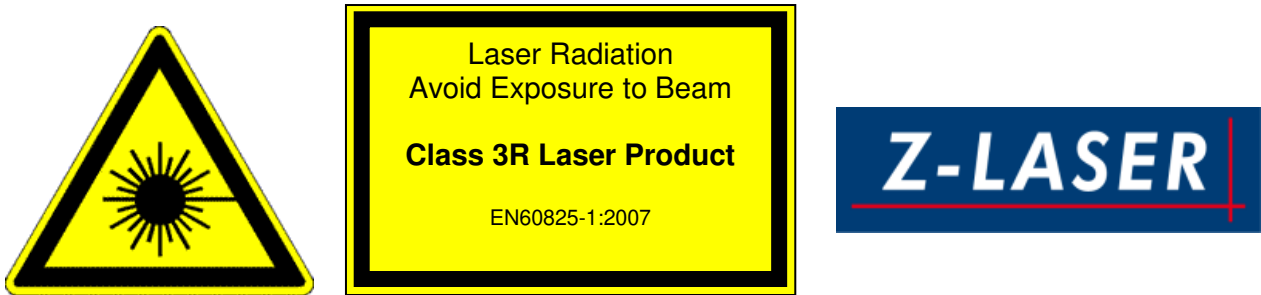 Laser Radiation
Avoid Exposure to Beam
Class 3R Laser Product
EN60825-1:2007
Z-LASER